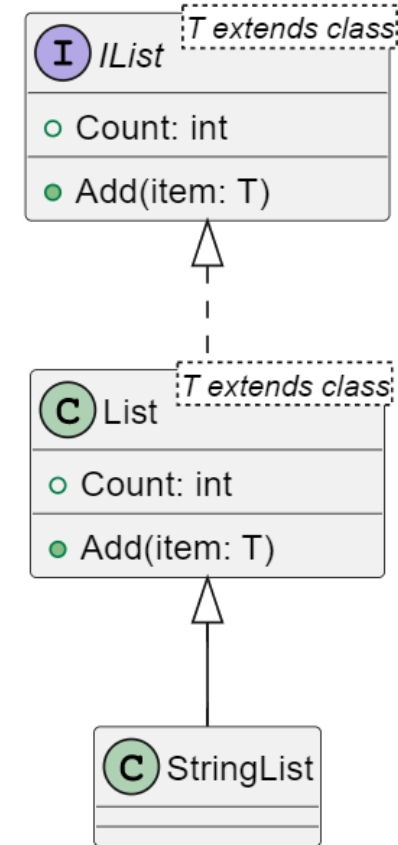 T extends class
I IList
Count: int
Add(item: T)
T extends class
C List
Count: int
Add(item: T)
C StringList